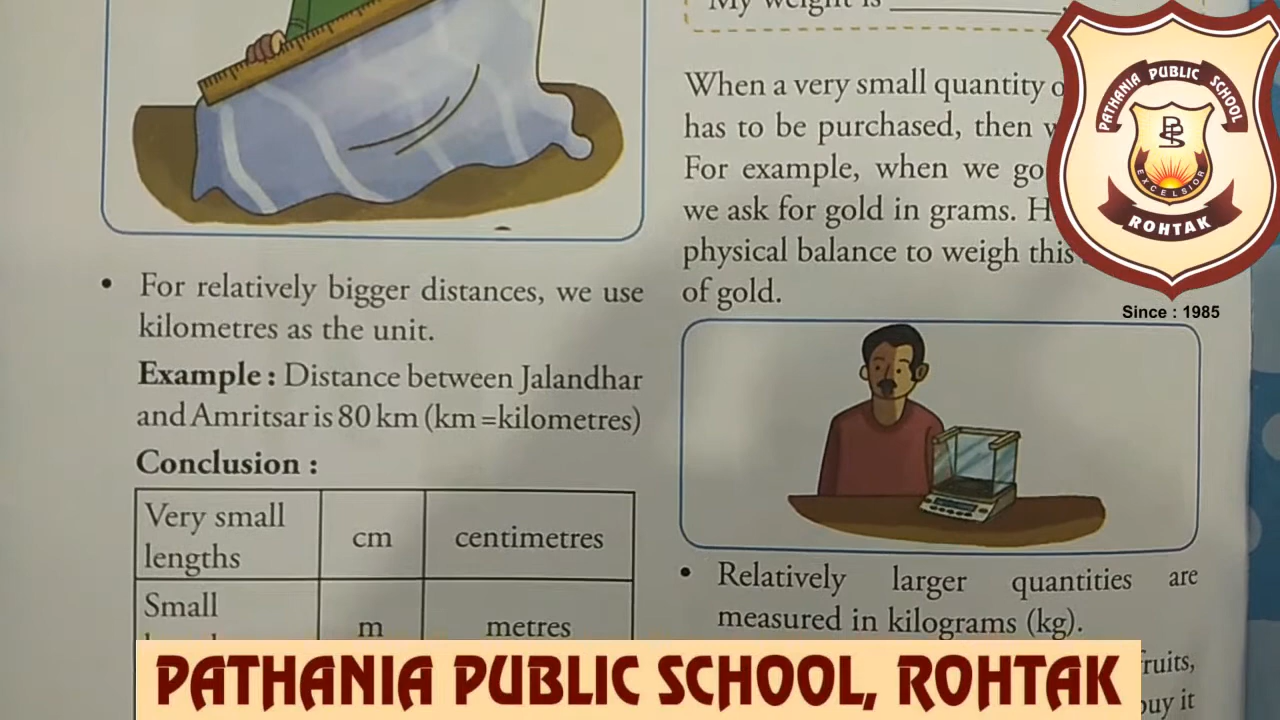 For relatively bigger distances, we use
kilometres as the unit.
Example : Distance between Jalandhar
and Amritsar is 80 km (km =kilometres)
Conclusion :
Very small lengths cm centimetres
Small
m metres
My weight is
When a very small quantity
has to be purchased, then
For example, when we go
we ask for gold in grams.
physical balance to weigh this
of gold.
Relatively larger quantities are
measured in kilograms (kg).
fruits,
buy it
PATHANIA PUBLIC SCHOOL
PPS
EXCELSIOR
ROHTAK
Since : 1985
PATHANIA PUBLIC SCHOOL, ROHTAK